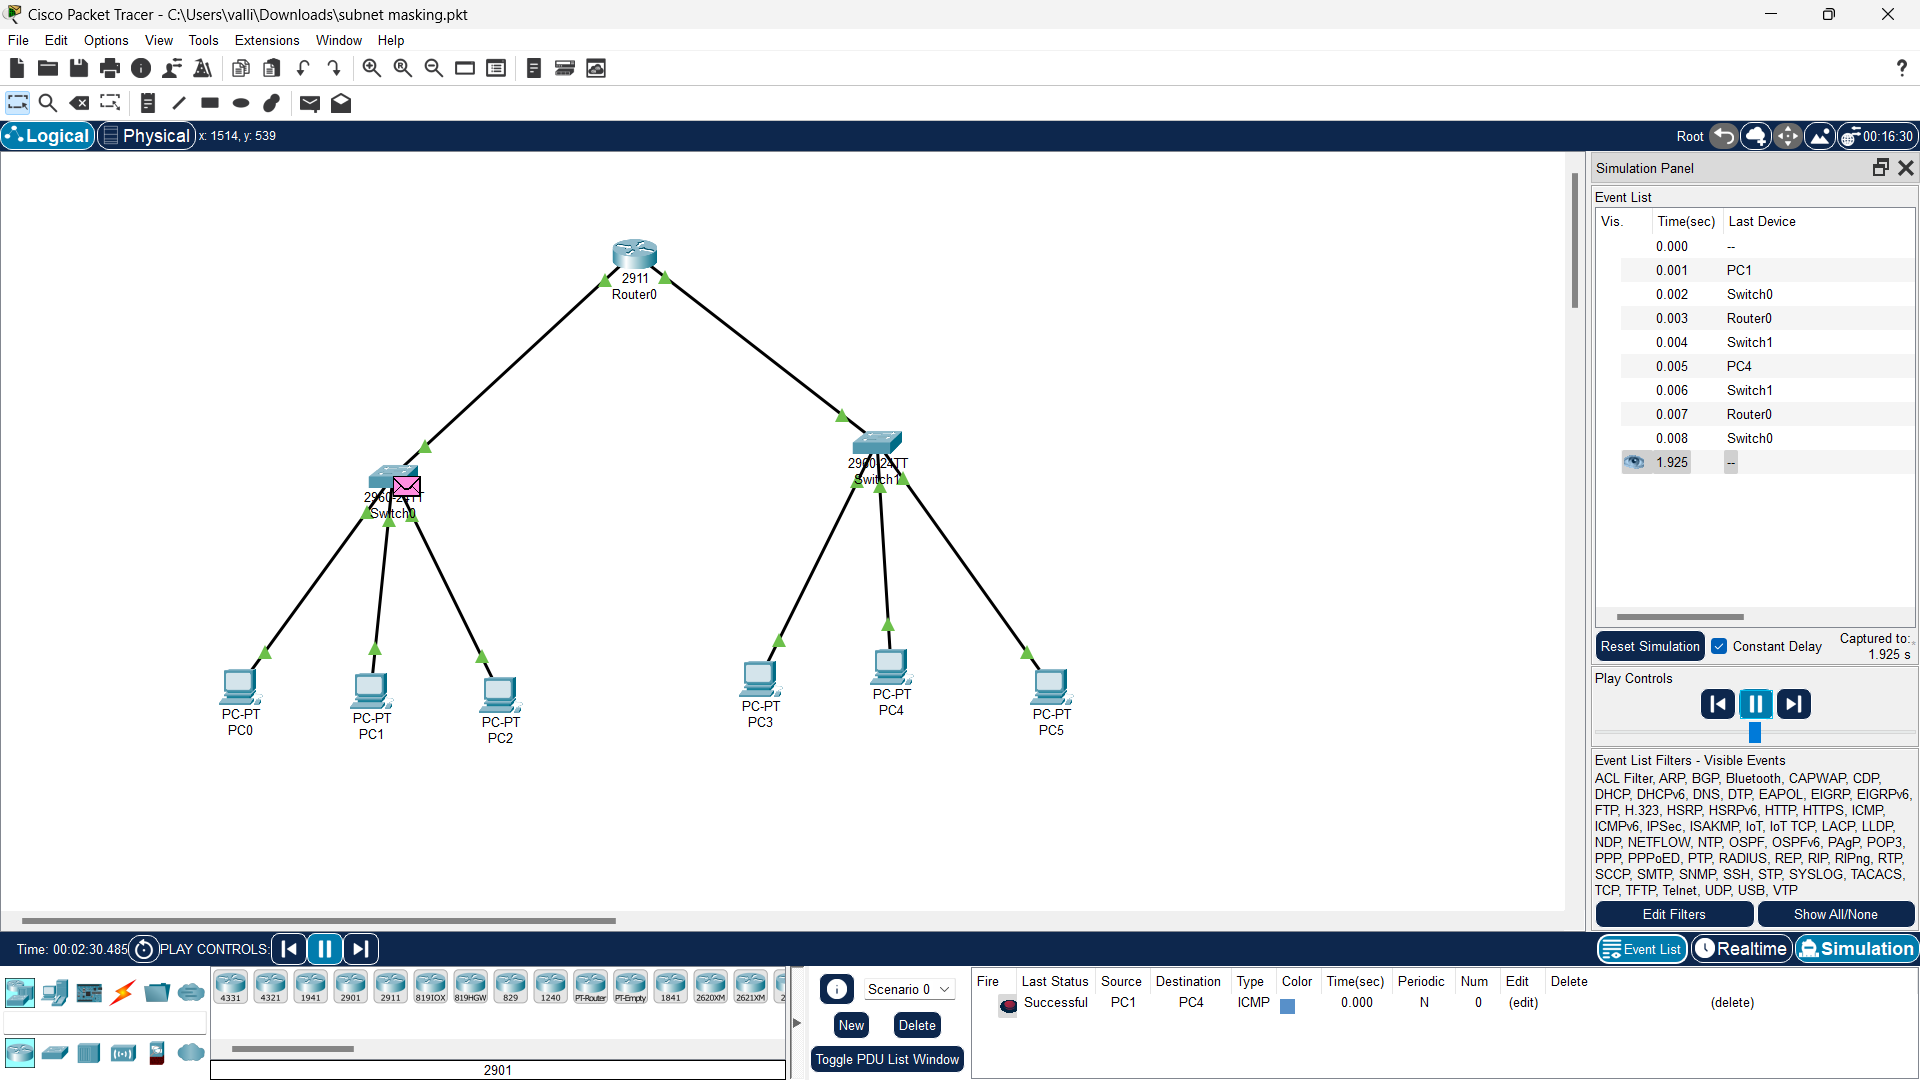 Cisco Packet Tracer - C:\Users\valli\Downloads\subnet masking.pkt
File Edit Options View Tools Extensions Window Help
?
Logical Physical x: 1514, y: 539 Root 00:16:30
Simulation Panel
Event List
Vis. Time(sec) Last Device
0.000 --
0.001 PC1
0.002 Switch0
0.003 Router0
0.004 Switch1
0.005 PC4
0.006 Switch1
0.007 Router0
0.008 Switch0
1.925 --
Reset Simulation Constant Delay Captured to:
1.925 s
Play Controls
Event List Filters - Visible Events
ACL Filter, ARP, BGP, Bluetooth, CAPWAP, CDP,
DHCP, DHCPv6, DNS, DTP, EAPOL, EIGRP, EIGRPv6,
FTP, H.323, HSRP, HSRPv6, HTTP, HTTPS, ICMP,
ICMPv6, IPSec, ISAKMP, IoT, IoT TCP, LACP, LLDP,
NDP, NETFLOW, NTP, OSPF, OSPFv6, PAgP, POP3,
PPP, PPPoED, PTP, RADIUS, REP, RIP, RIPng, RTP,
SCCP, SMTP, SNMP, SSH, STP, SYSLOG, TACACS,
TCP, TFTP, Telnet, UDP, USB, VTP
Edit Filters Show All/None
2911
Router0
2960-24TT
Switch0
2960-24TT
Switch1
PC-PT
PC0
PC-PT
PC1
PC-PT
PC2
PC-PT
PC3
PC-PT
PC4
PC-PT
PC5
Time: 00:02:30.485 PLAY CONTROLS: Event List Realtime Simulation
4331 4321 1941 2901 2911 819IOX 819HGW 829 1240 PT-Router PT-Empty 1841 2620XM 2621XM 2
2901
Scenario 0
New Delete
Toggle PDU List Window
Fire Last Status Source Destination Type Color Time(sec) Periodic Num Edit Delete
Successful PC1 PC4 ICMP 0.000 N 0 (edit) (delete)